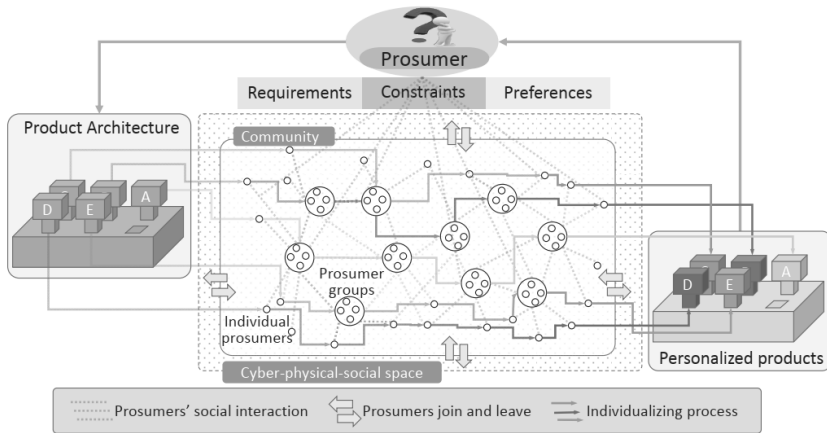 Prosumer
Requirements
Constraints
Preferences
Product Architecture
Community
D
E
A
Prosumer
groups
Individual
prosumers
D
E
A
Personalized products
Cyber-physical-social space
Prosumers' social interaction
Prosumers join and leave
Individualizing process